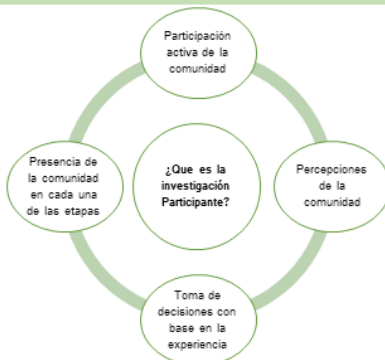 Participación
activa de la
comunidad
Presencia de
la comunidad
en cada una
de las etapas
¿Que es la
investigación
Participante?
Percepciones
de la
comunidad
Toma de
decisiones con
base en la
experiencia